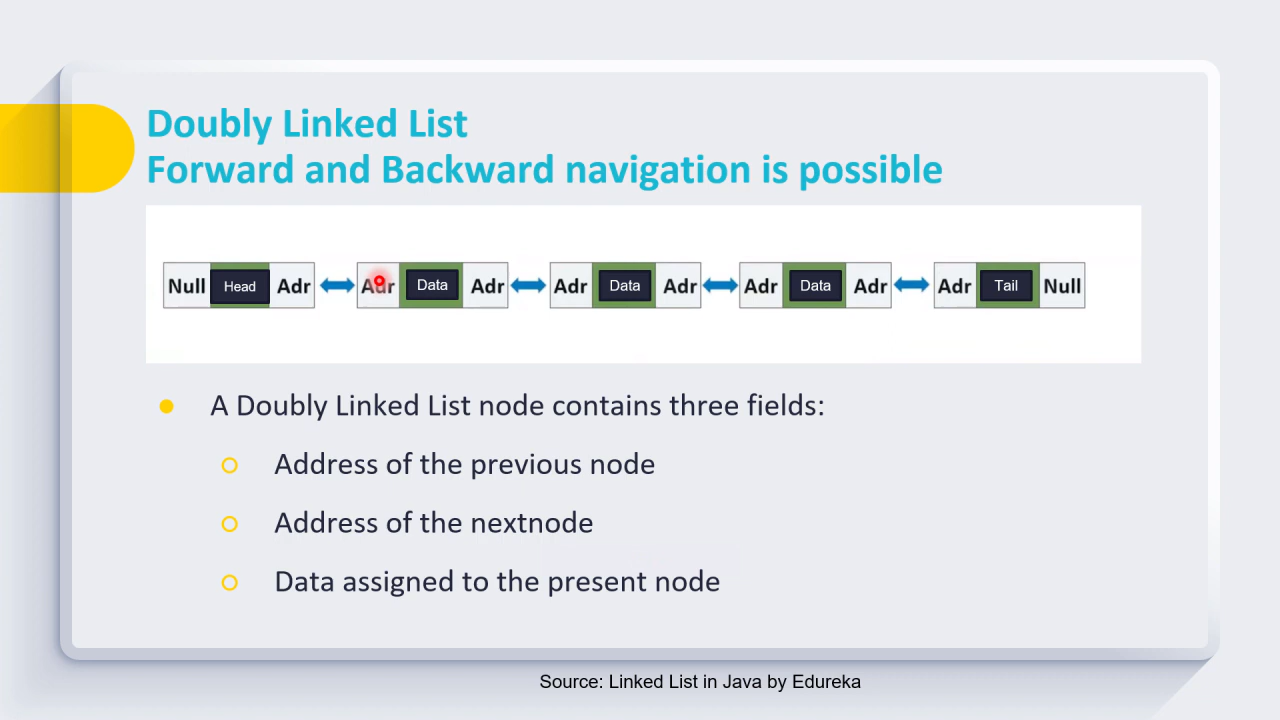 Doubly Linked List
Forward and Backward navigation is possible
Null Head Adr Adr Data Adr Adr Data Adr Adr Data Adr Adr Tail Null
A Doubly Linked List node contains three fields:
Address of the previous node
Address of the nextnode
Data assigned to the present node
Source: Linked List in Java by Edureka